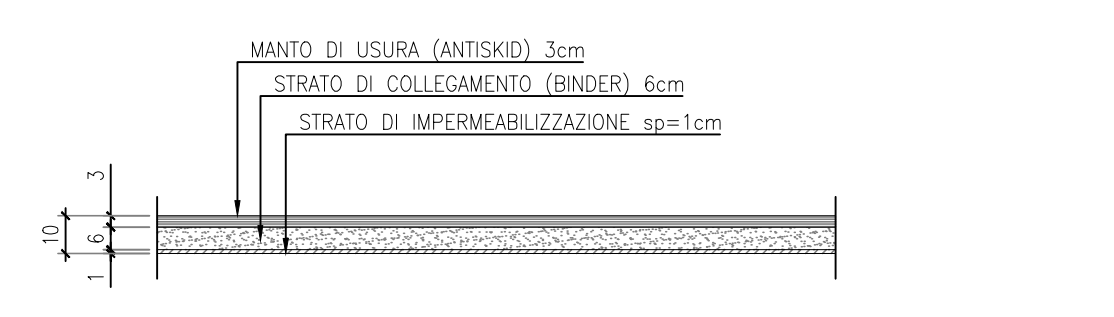 MANTO DI USURA (ANTISKID) 3cm
STRATO DI COLLEGAMENTO (BINDER) 6cm
STRATO DI IMPERMEABILIZZAZIONE sp=1cm
3
10
6
1